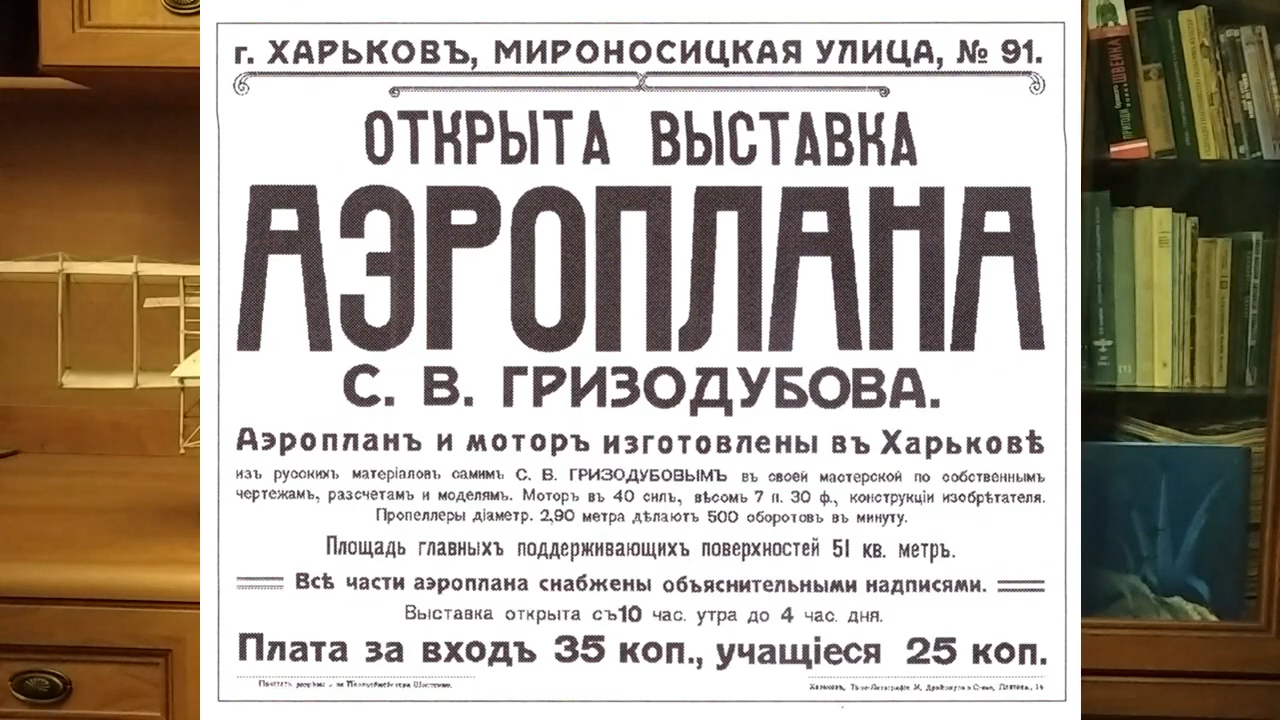 г. ХАРЬКОВЪ, МИРОНОСИЦКАЯ УЛИЦА, № 91.
ОТКРЫТА ВЫСТАВКА
АЭРОПЛАНА
С. В. ГРИЗОДУБОВА.
Аэропланъ и моторъ изготовлены въ Харьковѣ
изъ русскихъ матеріаловъ самимъ С. В. ГРИЗОДУБОВЫМЪ въ своей мастерской по собственнымъ
чертежамъ, разсчетамъ и моделямъ. Моторъ въ 40 силъ, вѣсомъ 7 п. 30 ф., конструкціи изобрѣтателя.
Пропеллеры діаметр. 2,90 метра дѣлаютъ 500 оборотовъ въ минуту.
Площадь главныхъ поддерживающихъ поверхностей 51 кв. метръ.
Всѣ части аэроплана снабжены объяснительными надписями.
Выставка открыта съ 10 час. утра до 4 час. дня.
Плата за входъ 35 коп., учащіеся 25 коп.
Харьковъ,
ПРИГОДИ
ШВЕЙКА